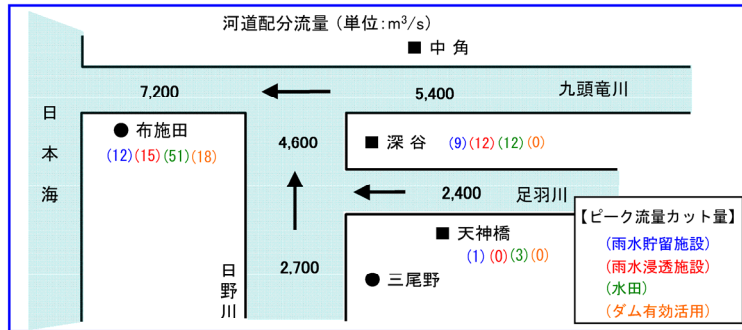 河道配分流量 (単位:m³/s)
■ 中角
7,200
5,400
九頭竜川
日本海
● 布施田
(12)(15)(51)(18)
4,600
■ 深谷 (9)(12)(12)(0)
2,400
足羽川
■ 天神橋
(1)(0)(3)(0)
日野川
2,700
● 三尾野
【ピーク流量カット量】
(雨水貯留施設)
(雨水浸透施設)
(水田)
(ダム有効活用)